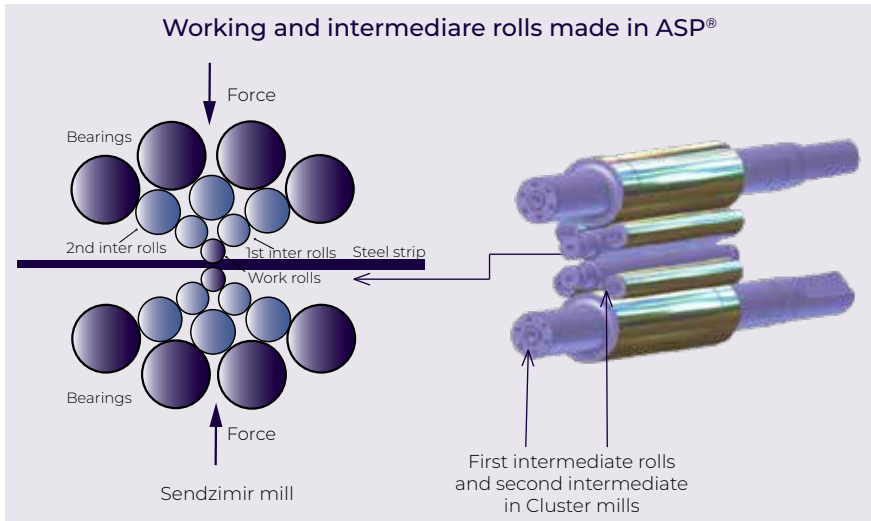 Working and intermediare rolls made in ASP®
Force
Bearings
2nd inter rolls
1st inter rolls
Steel strip
Work rolls
Bearings
Force
Sendzimir mill
First intermediate rolls
and second intermediate
in Cluster mills